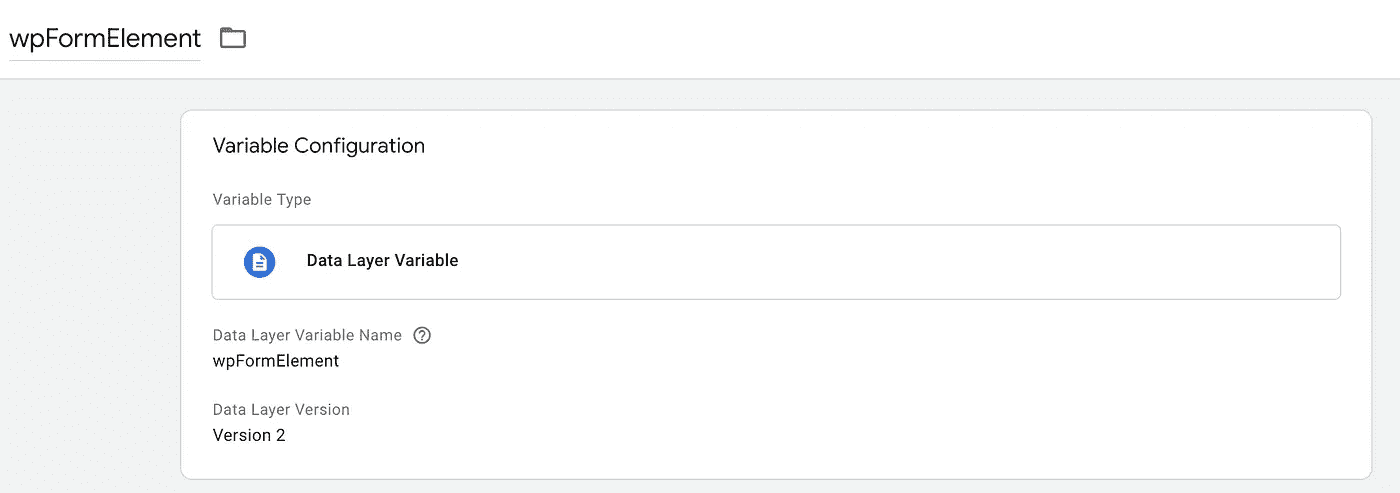 wpFormElement
Variable Configuration
Variable Type
Data Layer Variable
Data Layer Variable Name
wpFormElement
Data Layer Version
Version 2